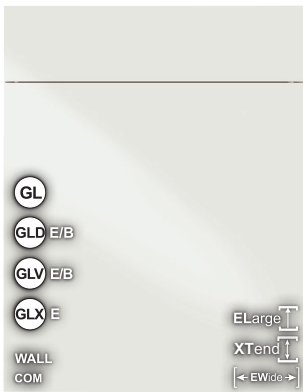 GL
GLD E/B
GLV E/B
GLX E
WALL
COM
ELarge
XTend
EWide